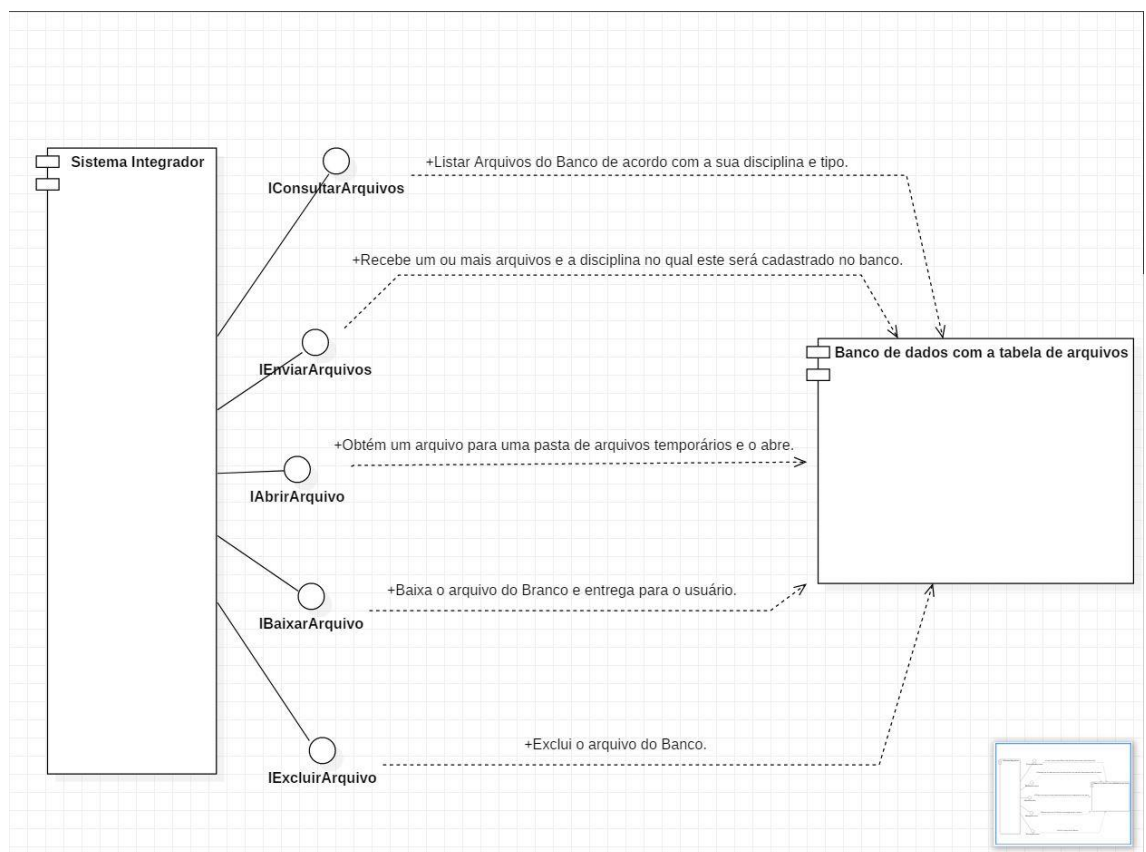 Sistema Integrador
IConsultarArquivos
+Listar Arquivos do Banco de acordo com a sua disciplina e tipo.
+Recebe um ou mais arquivos e a disciplina no qual este será cadastrado no banco.
IEnviarArquivos
Banco de dados com a tabela de arquivos
+Obtém um arquivo para uma pasta de arquivos temporários e o abre.
IAbrirArquivo
+Baixa o arquivo do Branco e entrega para o usuário.
IBaixarArquivo
+Exclui o arquivo do Banco.
IExcluirArquivo